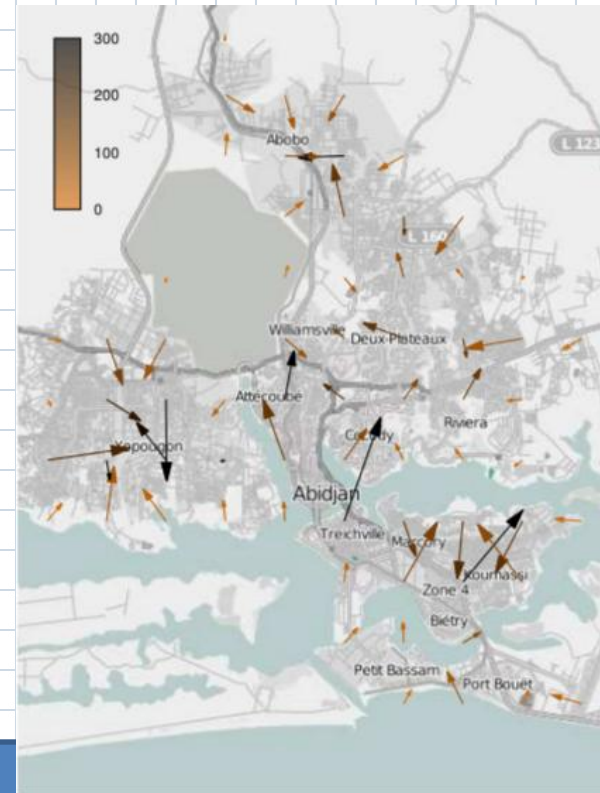 300
200
100
0
Abobo
L 123
L 160
Williamsville
Deux-Plateaux
Attecoube
Riviera
Cocody
Yopougon
Abidjan
Treichville
Marcory
Koumassi
Zone 4
Biétry
Petit Bassam
Port Bouët